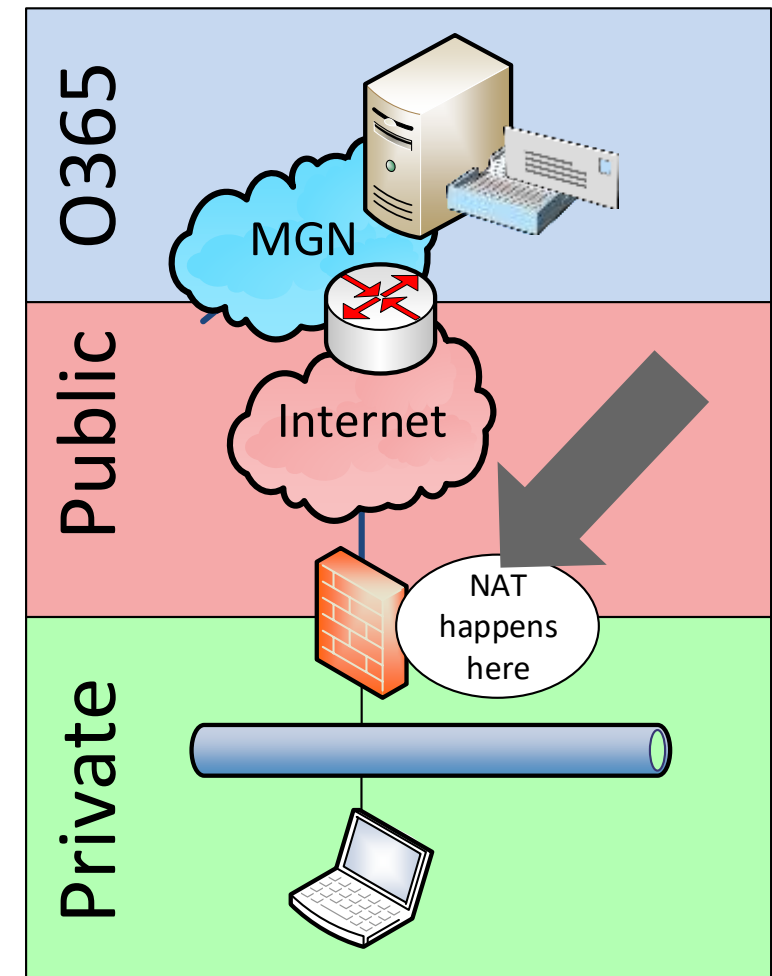 O365
MGN
Public
Internet
NAT
happens
here
Private